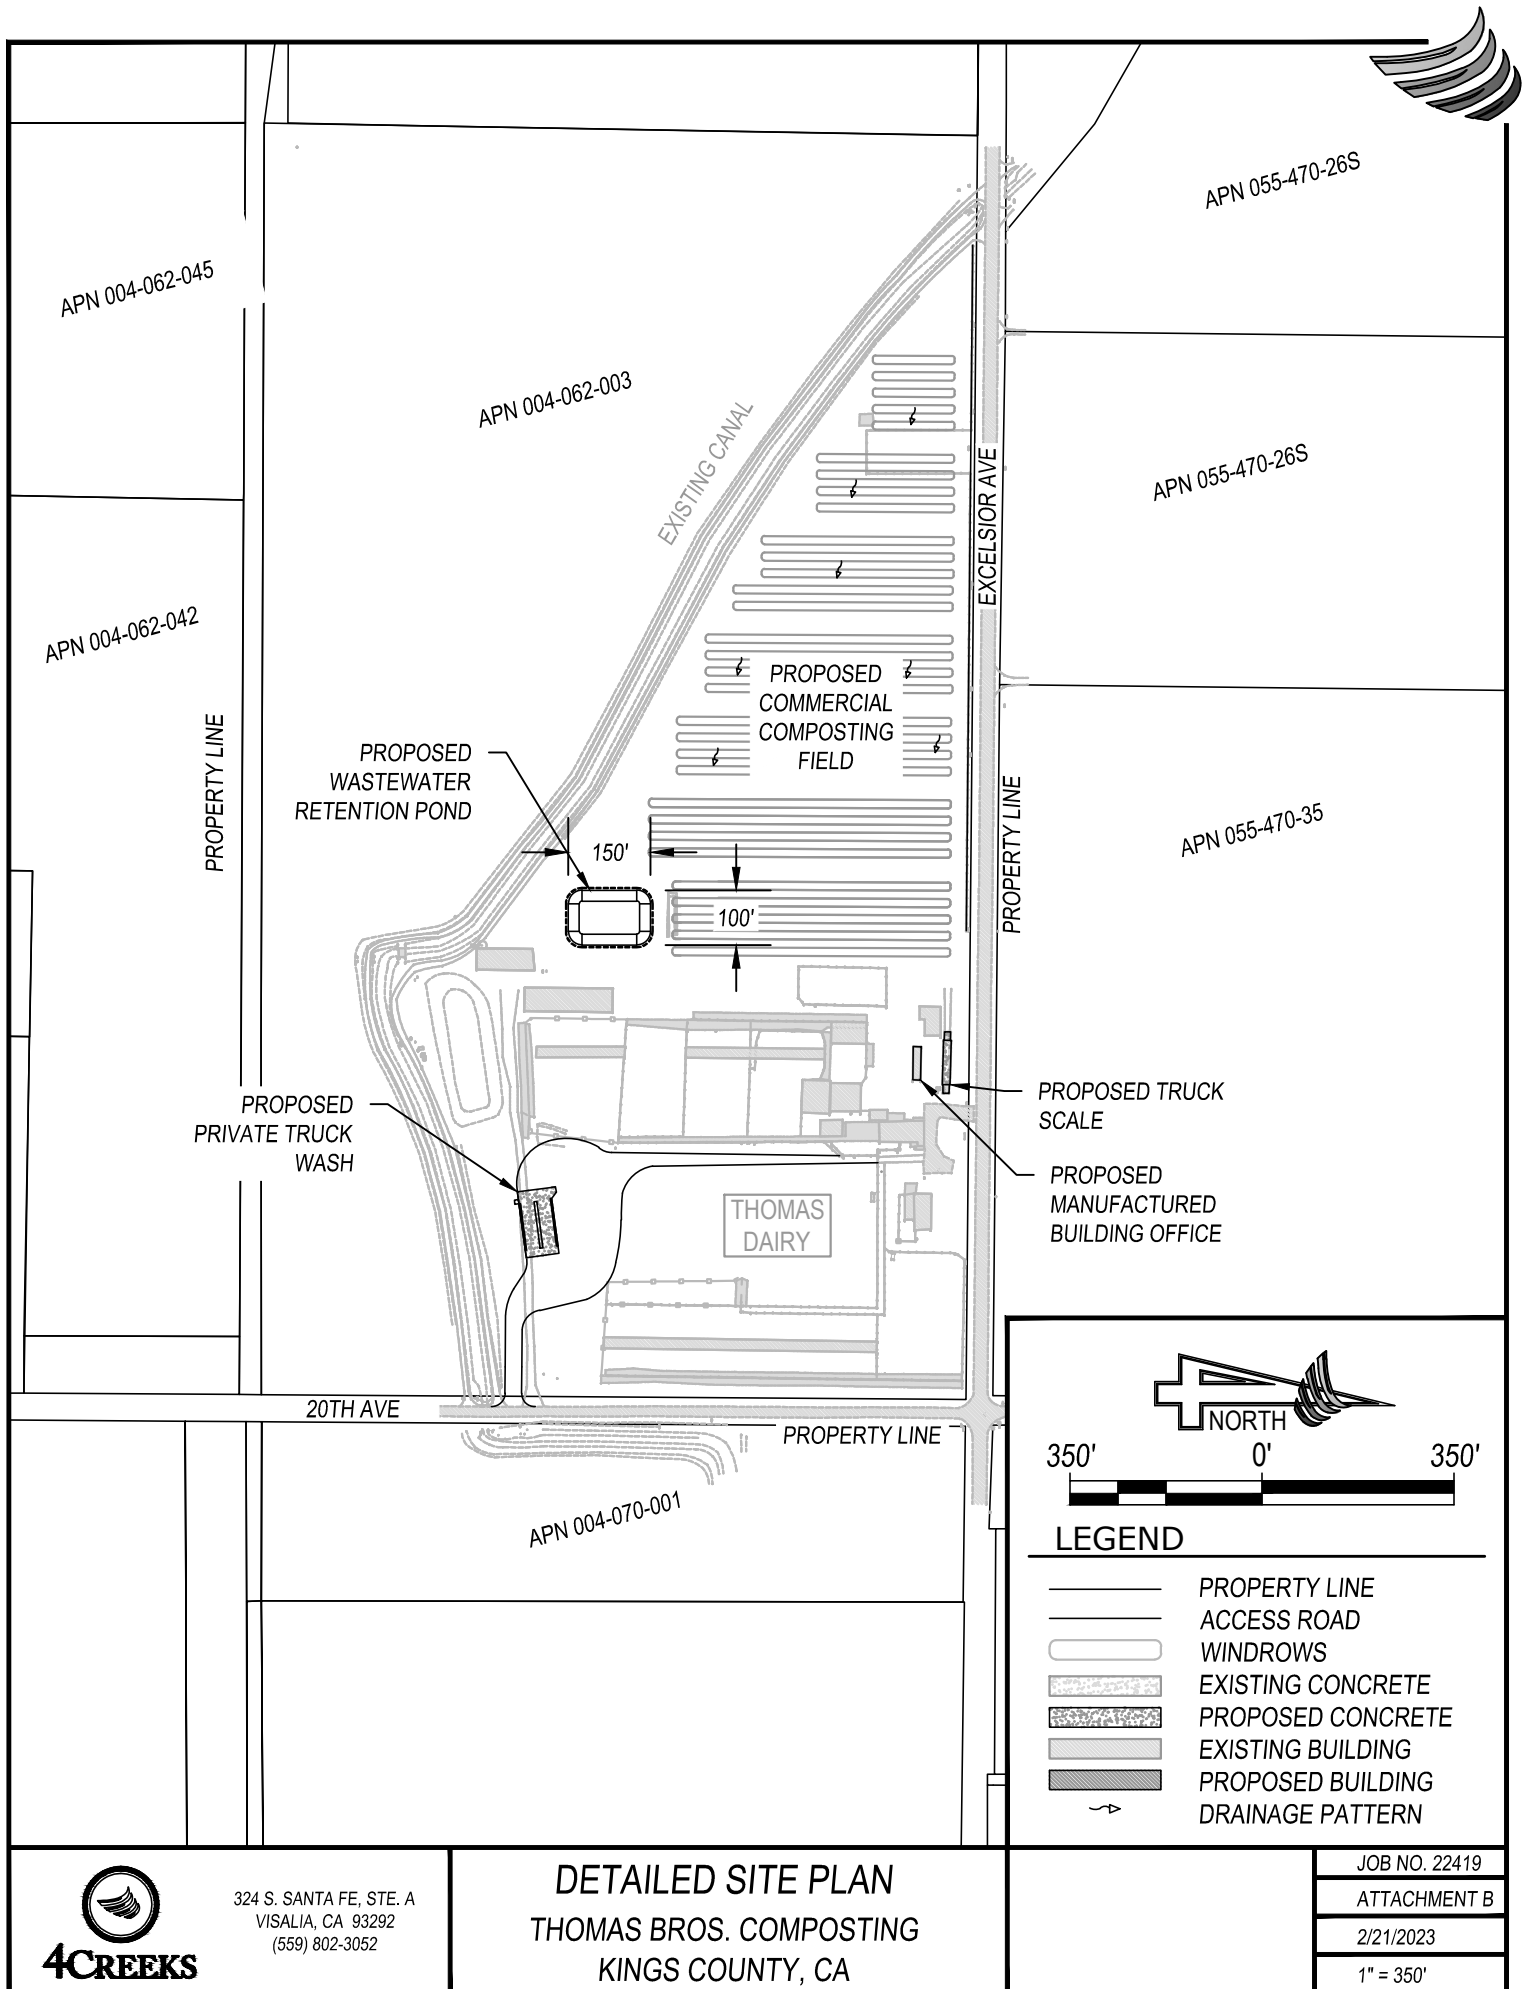 APN 055-470-26S
APN 004-062-045
APN 004-062-003
EXISTING CANAL
EXCELSIOR AVE
APN 055-470-26S
APN 004-062-042
PROPERTY LINE
PROPOSED
COMMERCIAL
COMPOSTING
FIELD
PROPOSED
WASTEWATER
RETENTION POND
150'
100'
PROPERTY LINE
APN 055-470-35
PROPOSED
PRIVATE TRUCK
WASH
PROPOSED TRUCK
SCALE
PROPOSED
MANUFACTURED
BUILDING OFFICE
THOMAS
DAIRY
20TH AVE
PROPERTY LINE
APN 004-070-001
NORTH
350' 0' 350'
LEGEND
PROPERTY LINE
ACCESS ROAD
WINDROWS
EXISTING CONCRETE
PROPOSED CONCRETE
EXISTING BUILDING
PROPOSED BUILDING
DRAINAGE PATTERN
4CREEKS
324 S. SANTA FE, STE. A
VISALIA, CA 93292
(559) 802-3052
DETAILED SITE PLAN
THOMAS BROS. COMPOSTING
KINGS COUNTY, CA
JOB NO. 22419
ATTACHMENT B
2/21/2023
1" = 350'